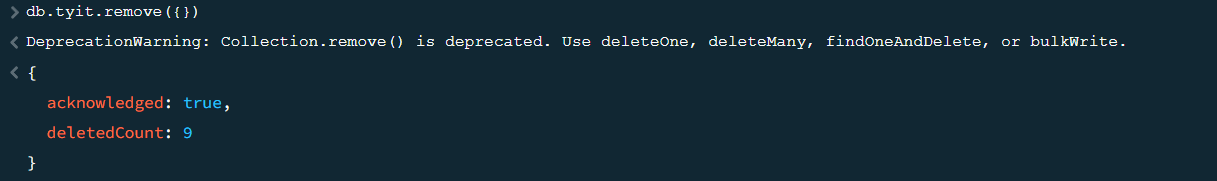 > db.tyit.remove({})
< DeprecationWarning: Collection.remove() is deprecated. Use deleteOne, deleteMany, findOneAndDelete, or bulkWrite.
< {
acknowledged: true,
deletedCount: 9
}